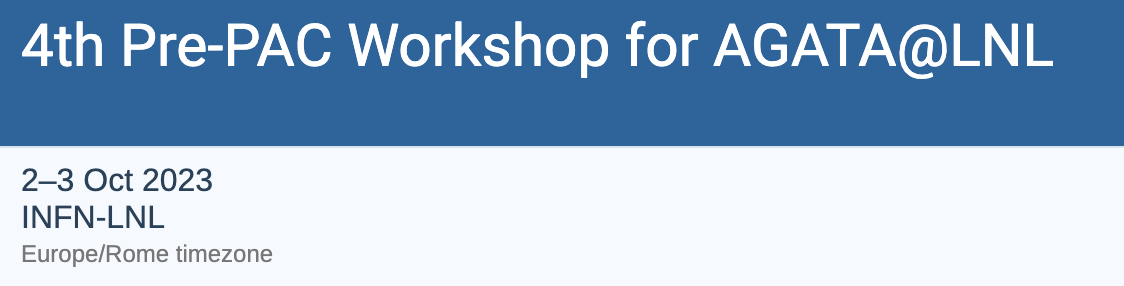 4th Pre-PAC Workshop for AGATA@LNL
2–3 Oct 2023
INFN-LNL
Europe/Rome timezone